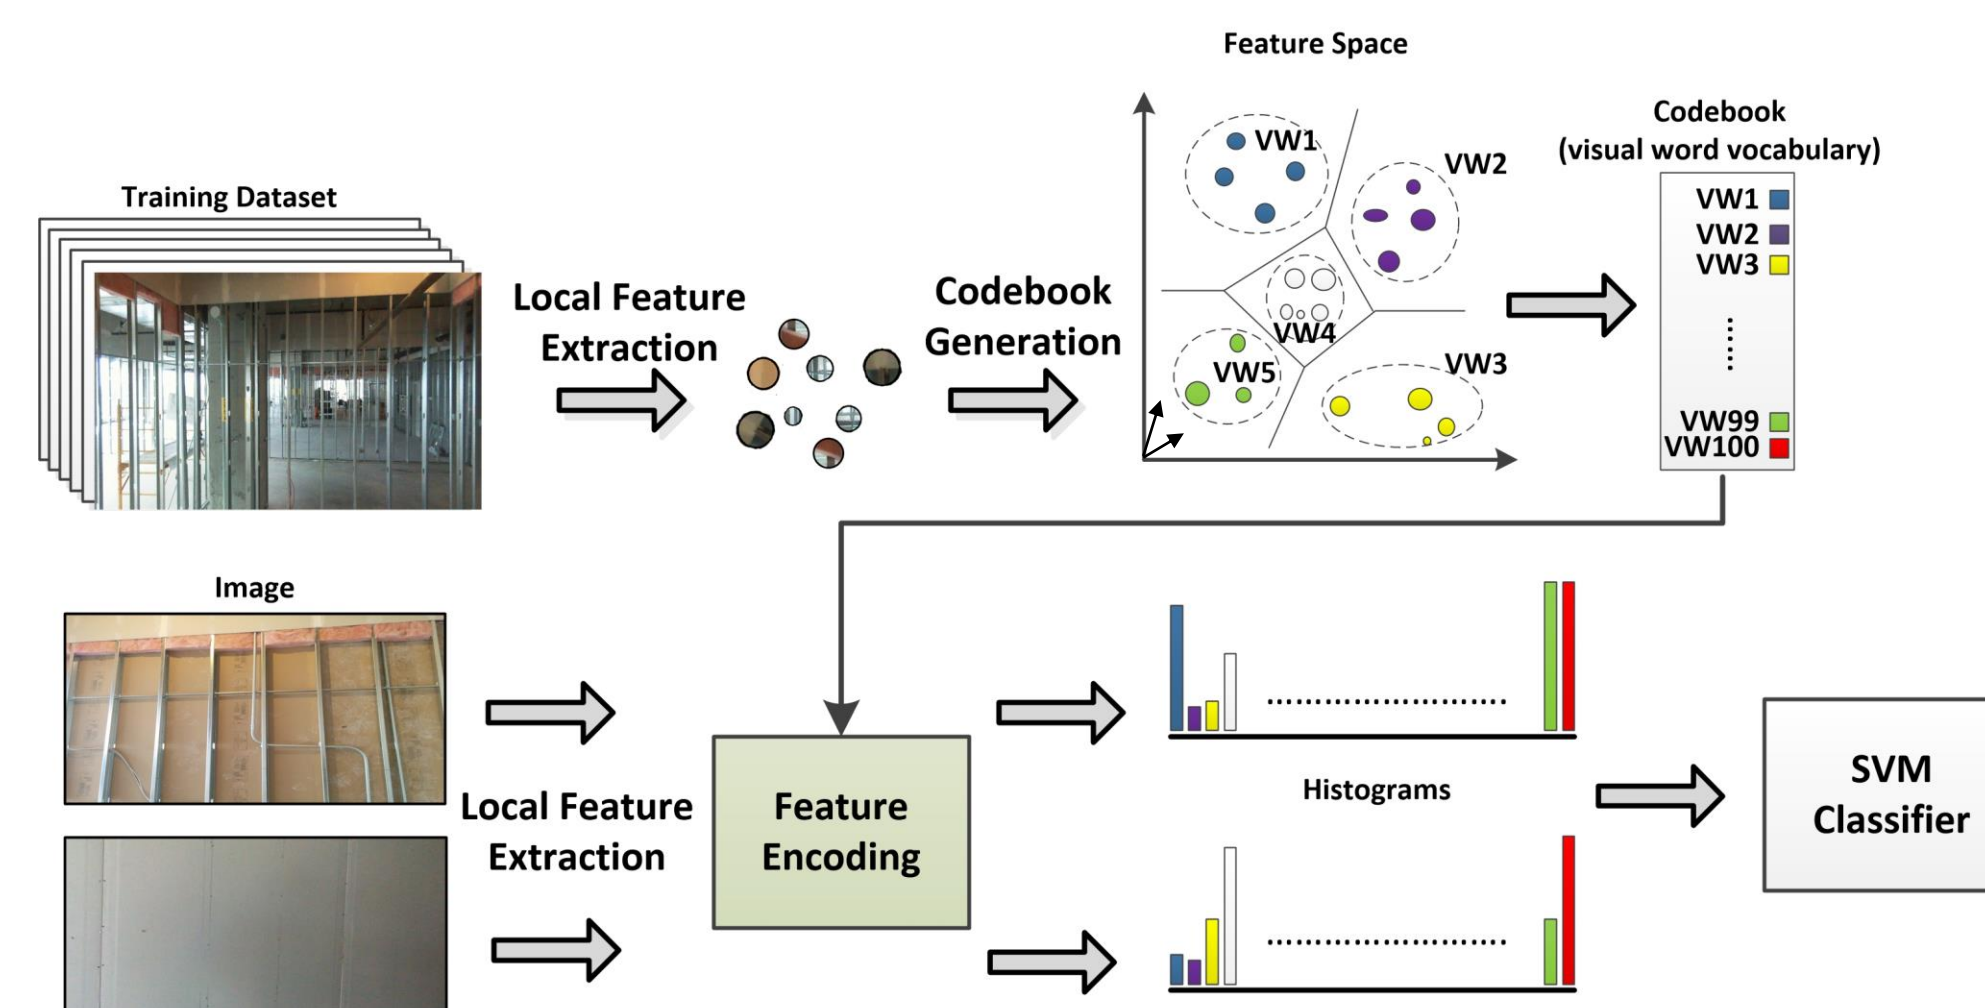 Feature Space
Codebook
(visual word vocabulary)
Training Dataset
Local Feature
Extraction
Codebook
Generation
VW1
VW2
VW4
VW5
VW3
VW1
VW2
VW3
VW99
VW100
Image
Local Feature
Extraction
Feature
Encoding
Histograms
SVM
Classifier